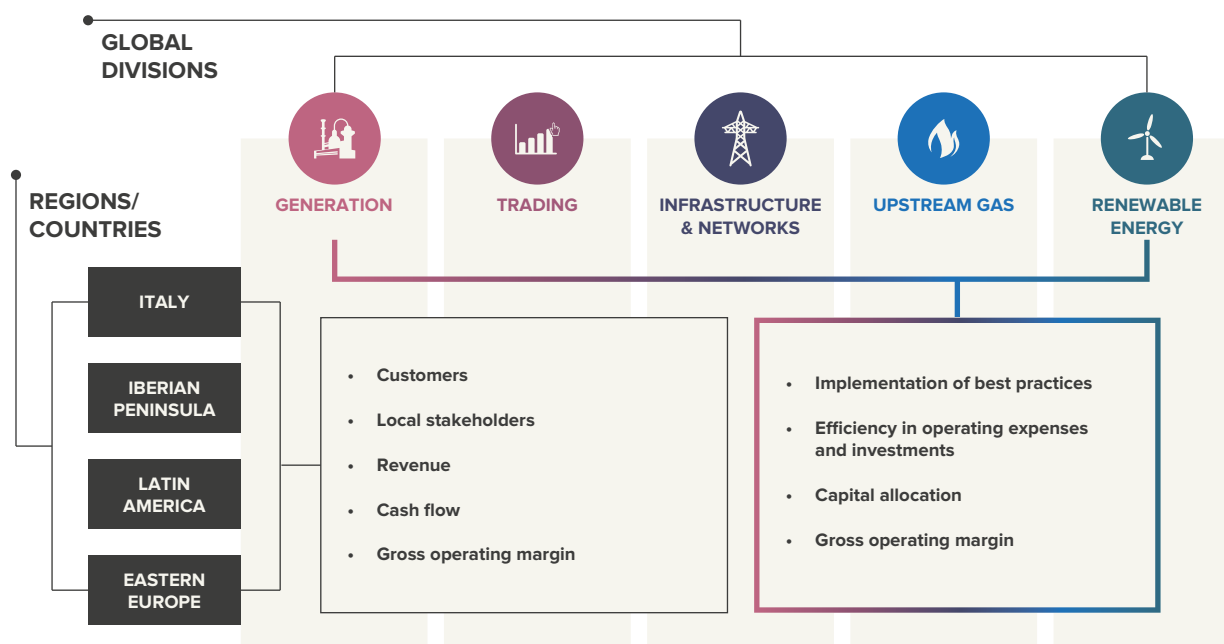 GLOBAL
DIVISIONS
GENERATION
TRADING
INFRASTRUCTURE
& NETWORKS
UPSTREAM GAS
RENEWABLE
ENERGY
REGIONS/
COUNTRIES
ITALY
IBERIAN
PENINSULA
LATIN
AMERICA
EASTERN
EUROPE
• Customers
• Local stakeholders
• Revenue
• Cash flow
• Gross operating margin
• Implementation of best practices
• Efficiency in operating expenses
and investments
• Capital allocation
• Gross operating margin